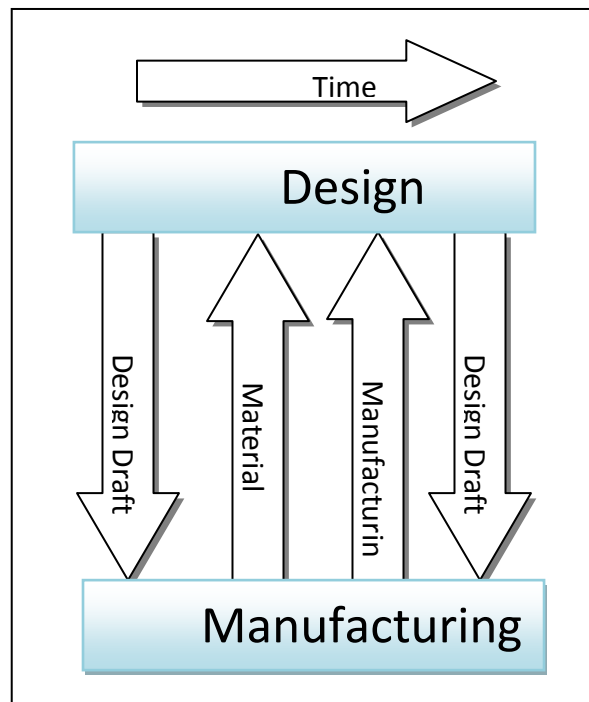 Time
Design
Design Draft
Material
Manufacturin
Design Draft
Manufacturing